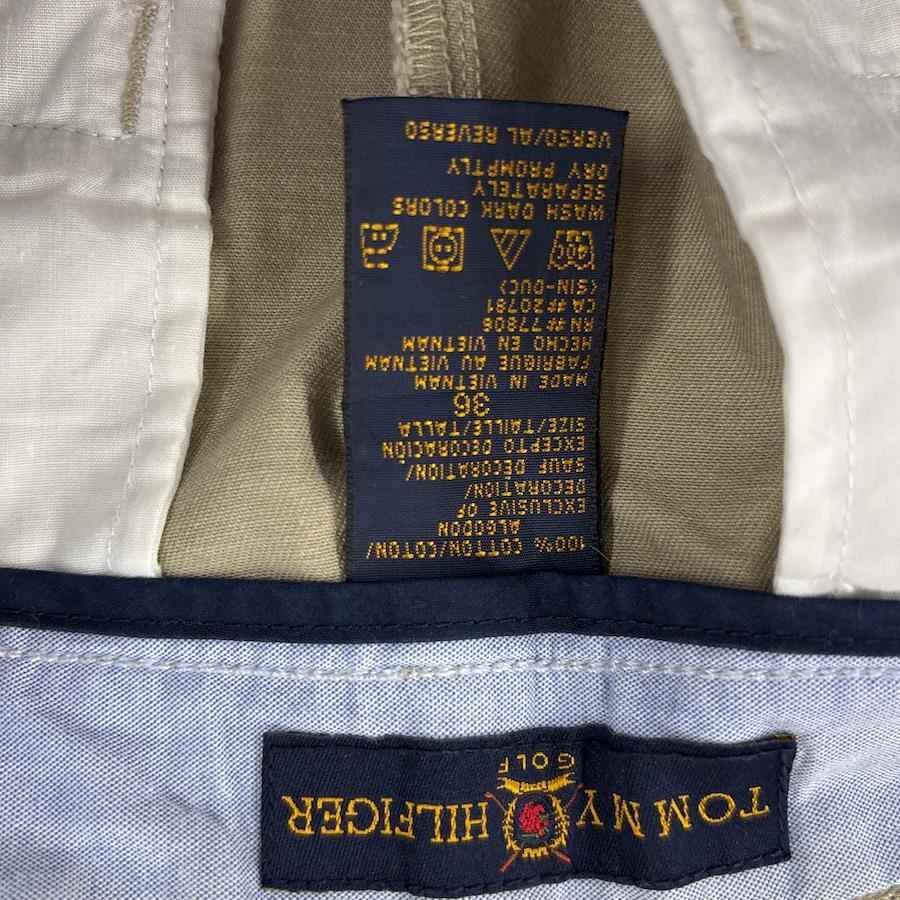 TOMMY HILFIGER
GOLF
100% COTTON/COTON/
ALGODON
EXCLUSIVE OF
DECORATION/
SAUF DÉCORATION/
EXCEPTO DECORACIÓN
SIZE/TAILLE/TALLA
36
MADE IN VIETNAM
FABRIQUE AU VIETNAM
HECHO EN VIETNAM
RN#77806
CA#20781
(SIN-DUC)
WASH DARK COLORS
SEPARATELY
DRY PROMPTLY
VERSO/AL REVERSO